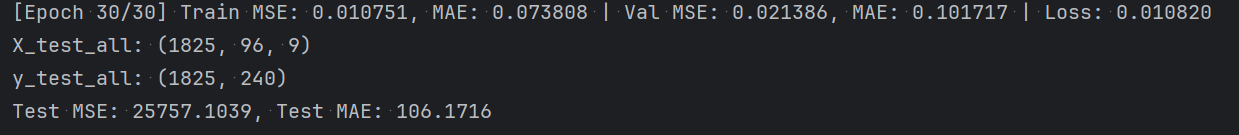 [Epoch 30/30] Train MSE: 0.010751, MAE: 0.073808 | Val MSE: 0.021386, MAE: 0.101717 | Loss: 0.010820
X_test_all: (1825, 96, 9)
y_test_all: (1825, 240)
Test MSE: 25757.1039, Test MAE: 106.1716